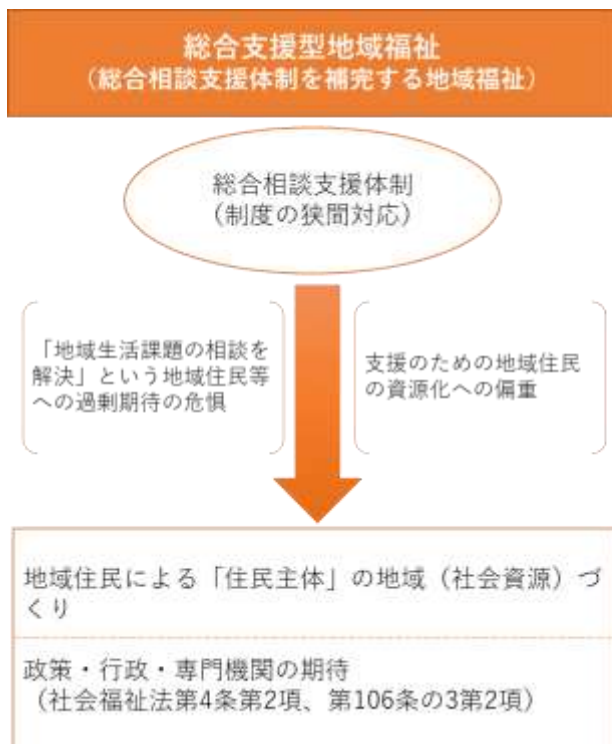 総合支援型地域福祉
（総合相談支援体制を補完する地域福祉）
総合相談支援体制
（制度の狭間対応）
「地域生活課題の相談を
解決」という地域住民等
への過剰期待の危惧
支援のための地域住民
の資源化への偏重
地域住民による「住民主体」の地域（社会資源）づ
くり
政策・行政・専門機関の期待
（社会福祉法第4条第2項、第106条の3第2項）